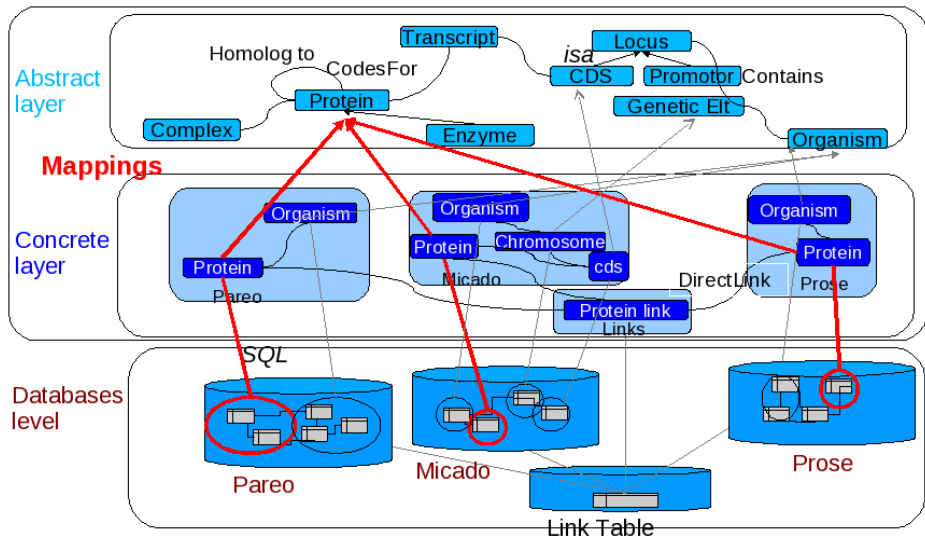 Transcript
Locus
isa
Homolog to
CodesFor
CDS
Promotor
Contains
Abstract
layer
Protein
Genetic Elt
Complex
Enzyme
Organism
Mappings
Organism
Organism
Organism
Concrete
layer
Protein
Protein
Chromosome
Protein
cds
Pareo
Micado
DirectLink
Prose
Protein link
Links
SQL
Databases
level
Pareo
Micado
Prose
Link Table